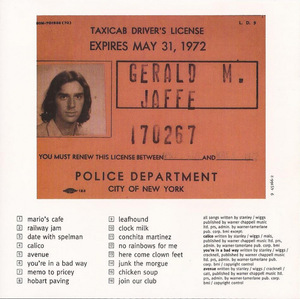 L. D. 9
TAXICAB DRIVER'S LICENSE
EXPIRES MAY 31, 1972
GERALD M.
JAFFE
170267
YOU MUST RENEW THIS LICENSE BETWEEN AND
POLICE DEPARTMENT
CITY OF NEW YORK
1 mario's cafe
2 railway jam
3 date with spelman
4 calico
5 avenue
6 you're in a bad way
7 memo to pricey
8 hobart paving
9 leafhound
10 clock milk
11 conchita martinez
12 no rainbows for me
13 here come clown feet
14 junk the morgue
15 chicken soup
16 join our club
all songs written by stanley / wiggs
published by warner chappell music
ltd. prs, admin. by warner-tamerlane
pub. corp. bmi / except
calico written by stanley / wiggs /
published by warner chappell music ltd.
prs, admin. by warner-tamerlane pub. corp. bmi
you're in a bad way written by stanley / wiggs /
cracknell, published by warner chappell music
ltd. prs, admin. by warner-tamerlane pub.
corp. bmi / copyright control
avenue written by stanley / wiggs / cracknell /
published by warner chappell music ltd.
prs, admin. by warner-tamerlane pub. corp.
bmi / copyright control